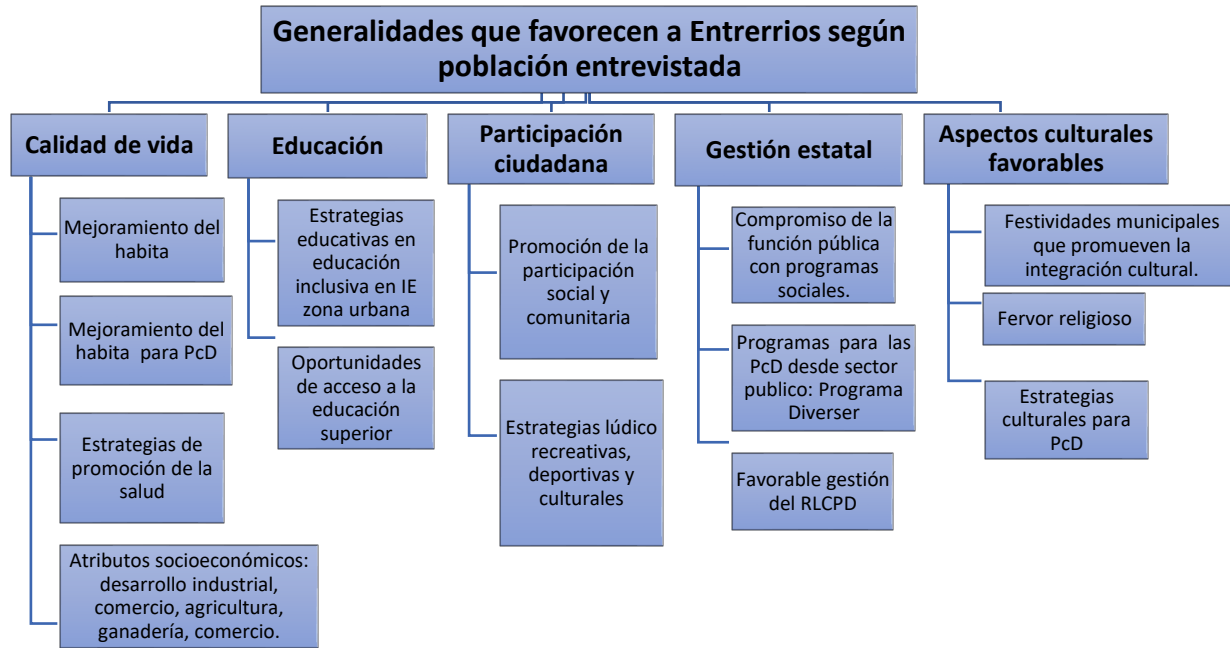 Generalidades que favorecen a Entrerrios según
población entrevistada
Calidad de vida
Mejoramiento del
habita
Mejoramiento del
habita para PcD
Estrategias de
promoción de la
salud
Atributos socioeconómicos:
desarrollo industrial,
comercio, agricultura,
ganadería, comercio.
Educación
Estrategias
educativas en
educación
inclusiva en IE
zona urbana
Oportunidades
de acceso a la
educación
superior
Participación
ciudadana
Promoción de la
participación
social y
comunitaria
Estrategias lúdico
recreativas,
deportivas y
culturales
Gestión estatal
Compromiso de la
función pública
con programas
sociales.
Programas para las
PcD desde sector
publico: Programa
Diverser
Favorable gestión
del RLCPD
Aspectos culturales
favorables
Festividades municipales
que promueven la
integración cultural.
Fervor religioso
Estrategias
culturales para
PcD